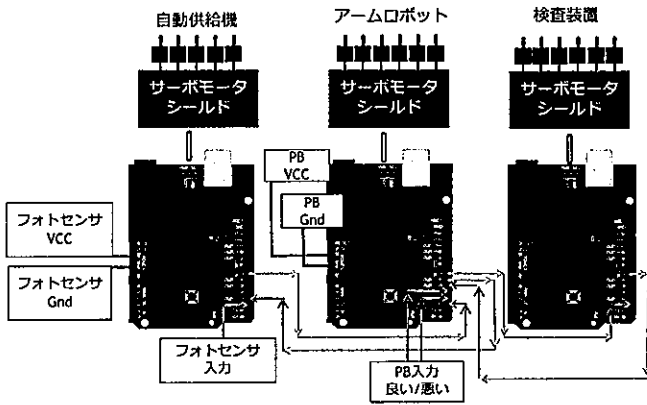 自動供給機
アームロボット
検査装置
サーボモータ
シールド
サーボモータ
シールド
サーボモータ
シールド
PB
VCC
PB
Gnd
フォトセンサ
VCC
フォトセンサ
Gnd
フォトセンサ
入力
PB入力
良い/悪い